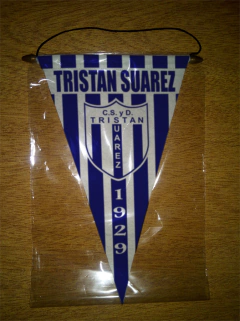 TRISTAN SUAREZ
C.S. y D.
TRISTAN
SUAREZ
1929